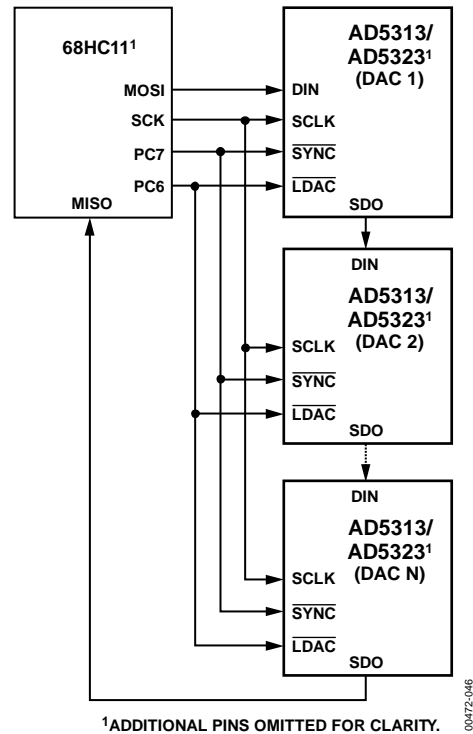 68HC11¹
MOSI
SCK
PC7
PC6
MISO
AD5313/
AD5323¹
(DAC 1)
DIN
SCLK
SYNC
LDAC
SDO
DIN
AD5313/
AD5323¹
(DAC 2)
SCLK
SYNC
LDAC
SDO
DIN
AD5313/
AD5323¹
(DAC N)
SCLK
SYNC
LDAC
SDO
¹ADDITIONAL PINS OMITTED FOR CLARITY.
00472-046